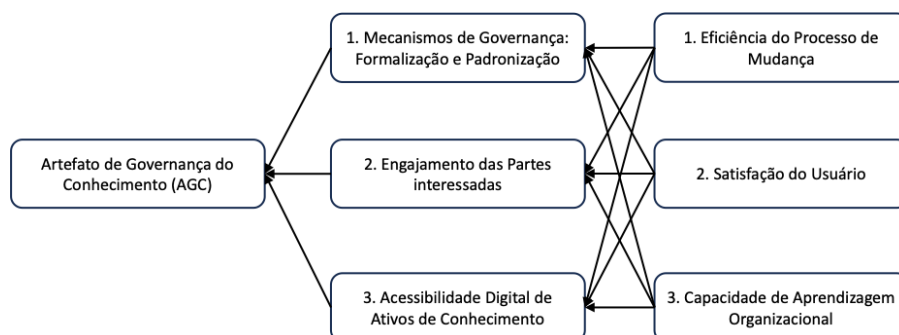 1. Mecanismos de Governança:
Formalização e Padronização
1. Eficiência do Processo de
Mudança
Artefato de Governança do
Conhecimento (AGC)
2. Engajamento das Partes
interessadas
2. Satisfação do Usuário
3. Acessibilidade Digital de
Ativos de Conhecimento
3. Capacidade de Aprendizagem
Organizacional